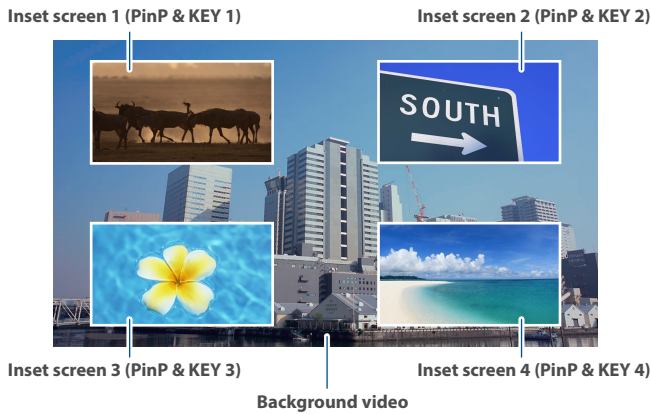 Inset screen 1 (PinP & KEY 1)
Inset screen 2 (PinP & KEY 2)
SOUTH
Inset screen 3 (PinP & KEY 3)
Inset screen 4 (PinP & KEY 4)
Background video